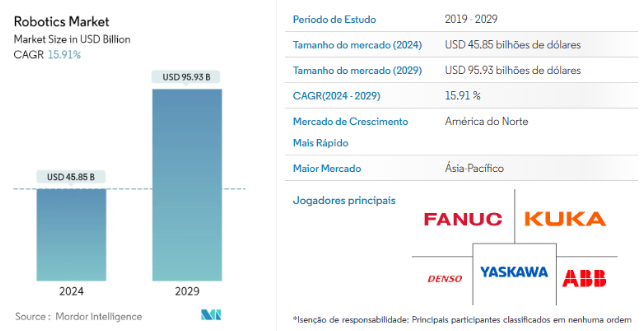 Robotics Market
Market Size in USD Billion
CAGR 15.91%
USD 95.93 B
USD 45.85 B
2024
2029
Source : Mordor Intelligence
Período de Estudo
2019 - 2029
Tamanho do mercado (2024)
USD 45.85 bilhões de dólares
Tamanho do mercado (2029)
USD 95.93 bilhões de dólares
CAGR(2024 - 2029)
15.91 %
Mercado de Crescimento
Mais Rápido
América do Norte
Maior Mercado
Ásia-Pacífico
Jogadores principais
FANUC
KUKA
DENSO
YASKAWA
ABB
*Isenção de responsabilidade: Principais participantes classificados em nenhuma ordem